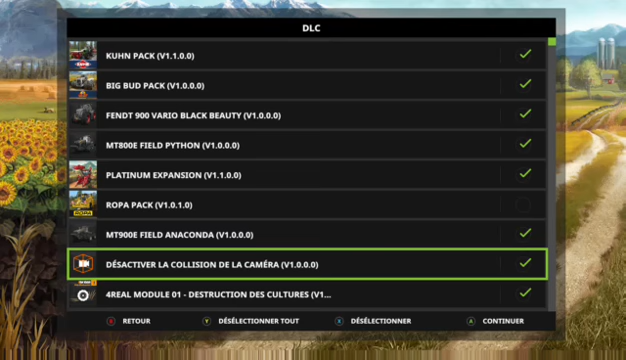 DLC
KUHN PACK (V1.1.0.0)
BIG BUD PACK (V1.0.0.0)
FENDT 900 VARIO BLACK BEAUTY (V1.0.0.0)
MT800E FIELD PYTHON (V1.0.0.0)
PLATINUM EXPANSION (V1.1.0.0)
ROPA
ROPA PACK (V1.0.1.0)
MT900E FIELD ANACONDA (V1.0.0.0)
DÉSACTIVER LA COLLISION DE LA CAMÉRA (V1.0.0.0)
4REAL MODULE 01 - DESTRUCTION DES CULTURES (V1...
X RETOUR Y DÉSÉLECTIONNER TOUT X DÉSÉLECTIONNER A CONTINUER